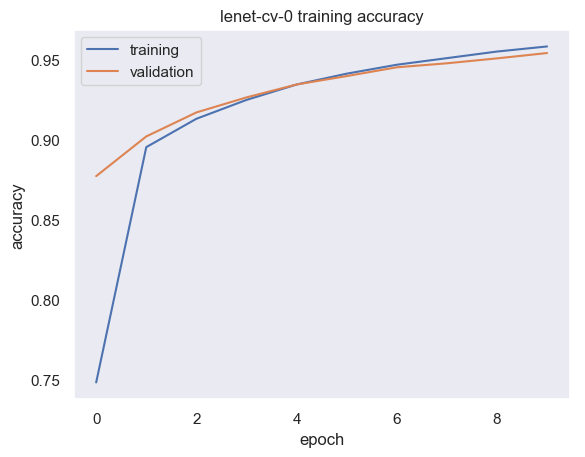 lenet-cv-0 training accuracy
training
validation
0.95
0.90
0.85
0.80
0.75
accuracy
0 2 4 6 8
epoch